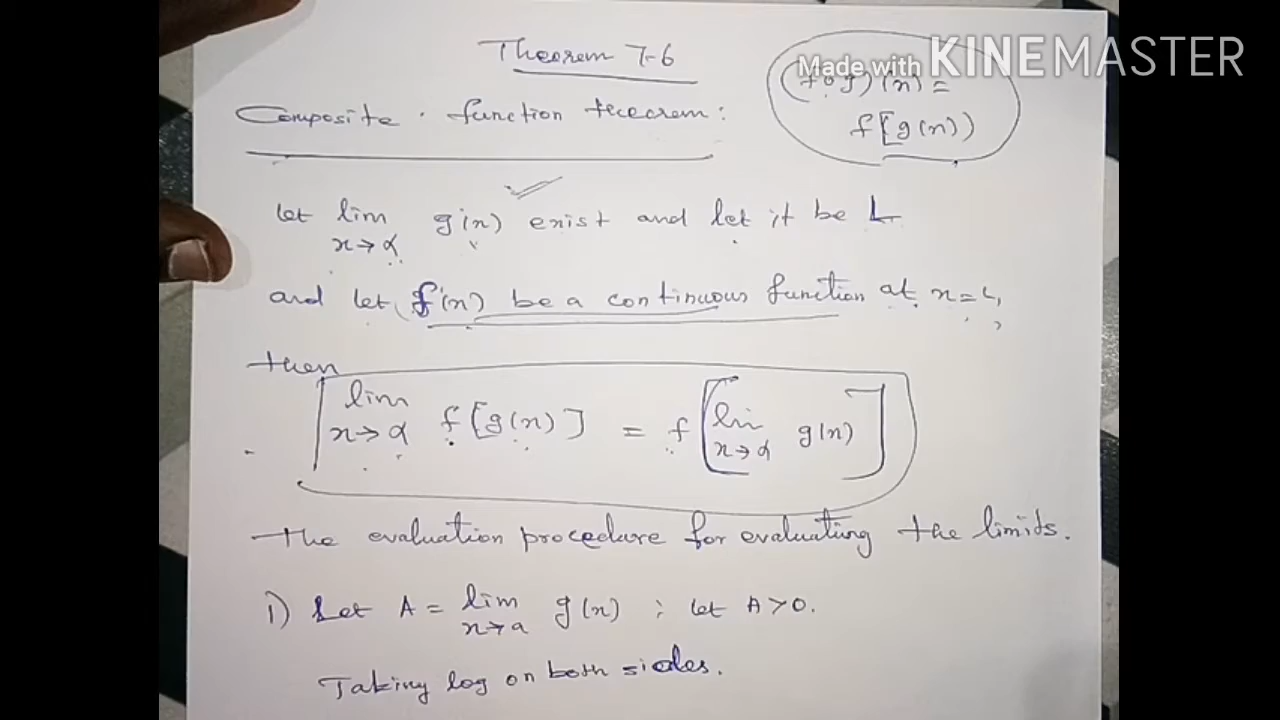 Theorem 7.6
Made with KINEMASTER
(f∘g)(x) =
f[g(x))
Composite function theorem:
let lim g(x) exist and let it be L
x→α
and let f(x) be a continuous function at x=L,
then
lim f[g(x)] = f[lim g(x)]
x→α x→α
The evaluation procedure for evaluating the limits.
1) Let A = lim g(x) ; let A>0.
x→a
Taking log on both sides.